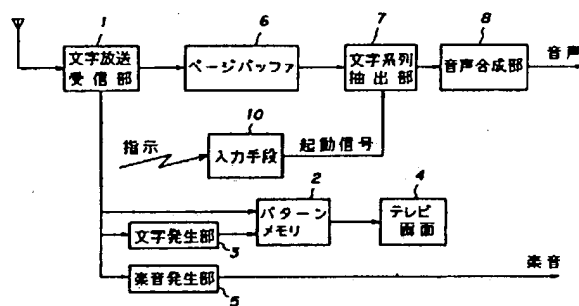 1
文字放送
受信部
6
ページバッファ
7
文字系列
抽出部
8
音声合成部
音声
指示
10
入力手段
起動信号
2
パターン
メモリ
4
テレビ
画面
文字発生部
3
楽音発生部
5
楽音